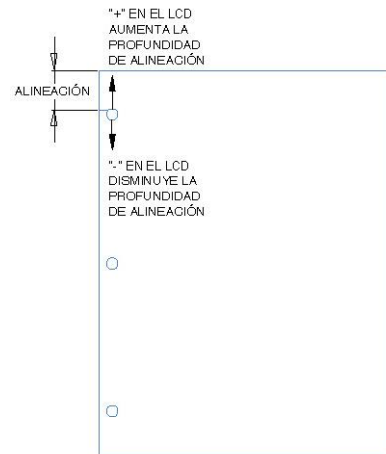 "+" EN EL LCD
AUMENTA LA
PROFUNDIDAD
DE ALINEACIÓN
ALINEACIÓN
"-" EN EL LCD
DISMINUYE LA
PROFUNDIDAD
DE ALINEACIÓN